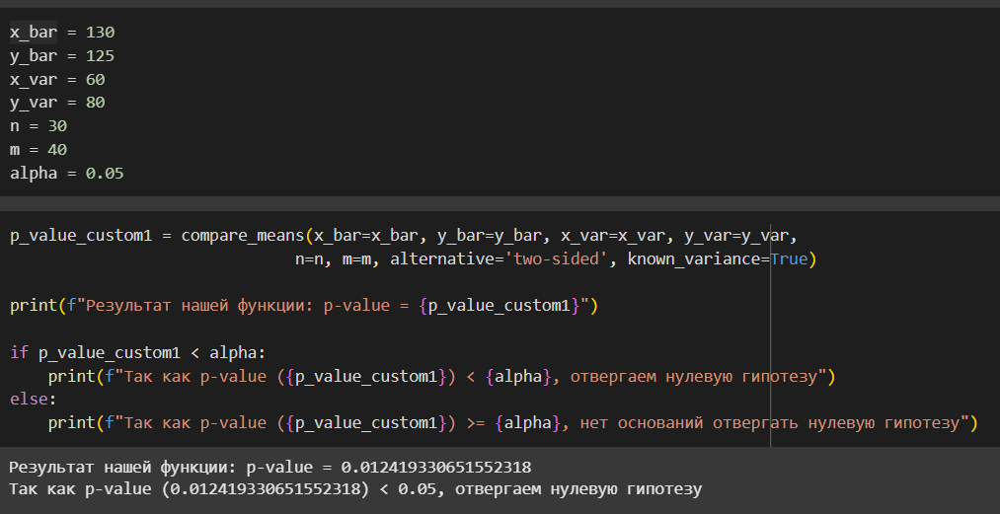 x_bar = 130
y_bar = 125
x_var = 60
y_var = 80
n = 30
m = 40
alpha = 0.05
p_value_custom1 = compare_means(x_bar=x_bar, y_bar=y_bar, x_var=x_var, y_var=y_var,
n=n, m=m, alternative='two-sided', known_variance=True)
print(f"Результат нашей функции: p-value = {p_value_custom1}")
if p_value_custom1 < alpha:
print(f"Так как p-value ({p_value_custom1}) < {alpha}, отвергаем нулевую гипотезу")
else:
print(f"Так как p-value ({p_value_custom1}) >= {alpha}, нет оснований отвергать нулевую гипотезу")
Результат нашей функции: p-value = 0.012419330651552318
Так как p-value (0.012419330651552318) < 0.05, отвергаем нулевую гипотезу